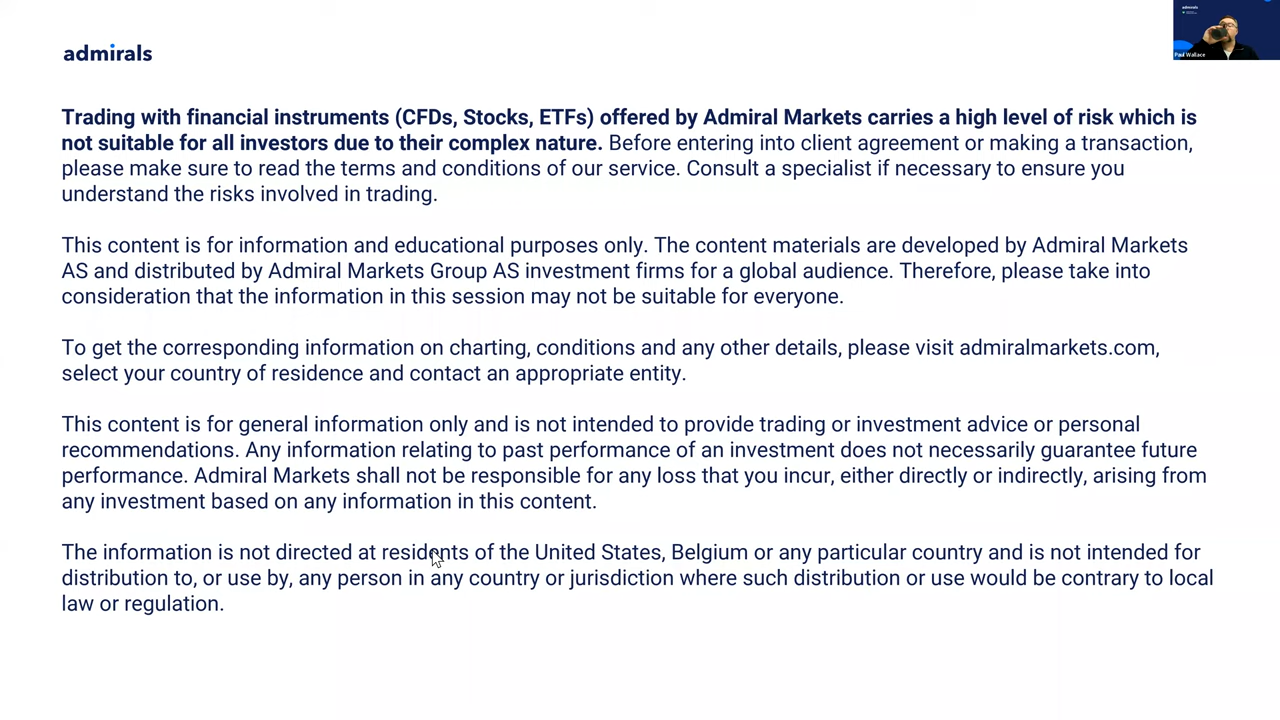 admirals
admirals
Paul Wallace
Trading with financial instruments (CFDs, Stocks, ETFs) offered by Admiral Markets carries a high level of risk which is
not suitable for all investors due to their complex nature. Before entering into client agreement or making a transaction,
please make sure to read the terms and conditions of our service. Consult a specialist if necessary to ensure you
understand the risks involved in trading.
This content is for information and educational purposes only. The content materials are developed by Admiral Markets
AS and distributed by Admiral Markets Group AS investment firms for a global audience. Therefore, please take into
consideration that the information in this session may not be suitable for everyone.
To get the corresponding information on charting, conditions and any other details, please visit admiralmarkets.com,
select your country of residence and contact an appropriate entity.
This content is for general information only and is not intended to provide trading or investment advice or personal
recommendations. Any information relating to past performance of an investment does not necessarily guarantee future
performance. Admiral Markets shall not be responsible for any loss that you incur, either directly or indirectly, arising from
any investment based on any information in this content.
The information is not directed at residents of the United States, Belgium or any particular country and is not intended for
distribution to, or use by, any person in any country or jurisdiction where such distribution or use would be contrary to local
law or regulation.